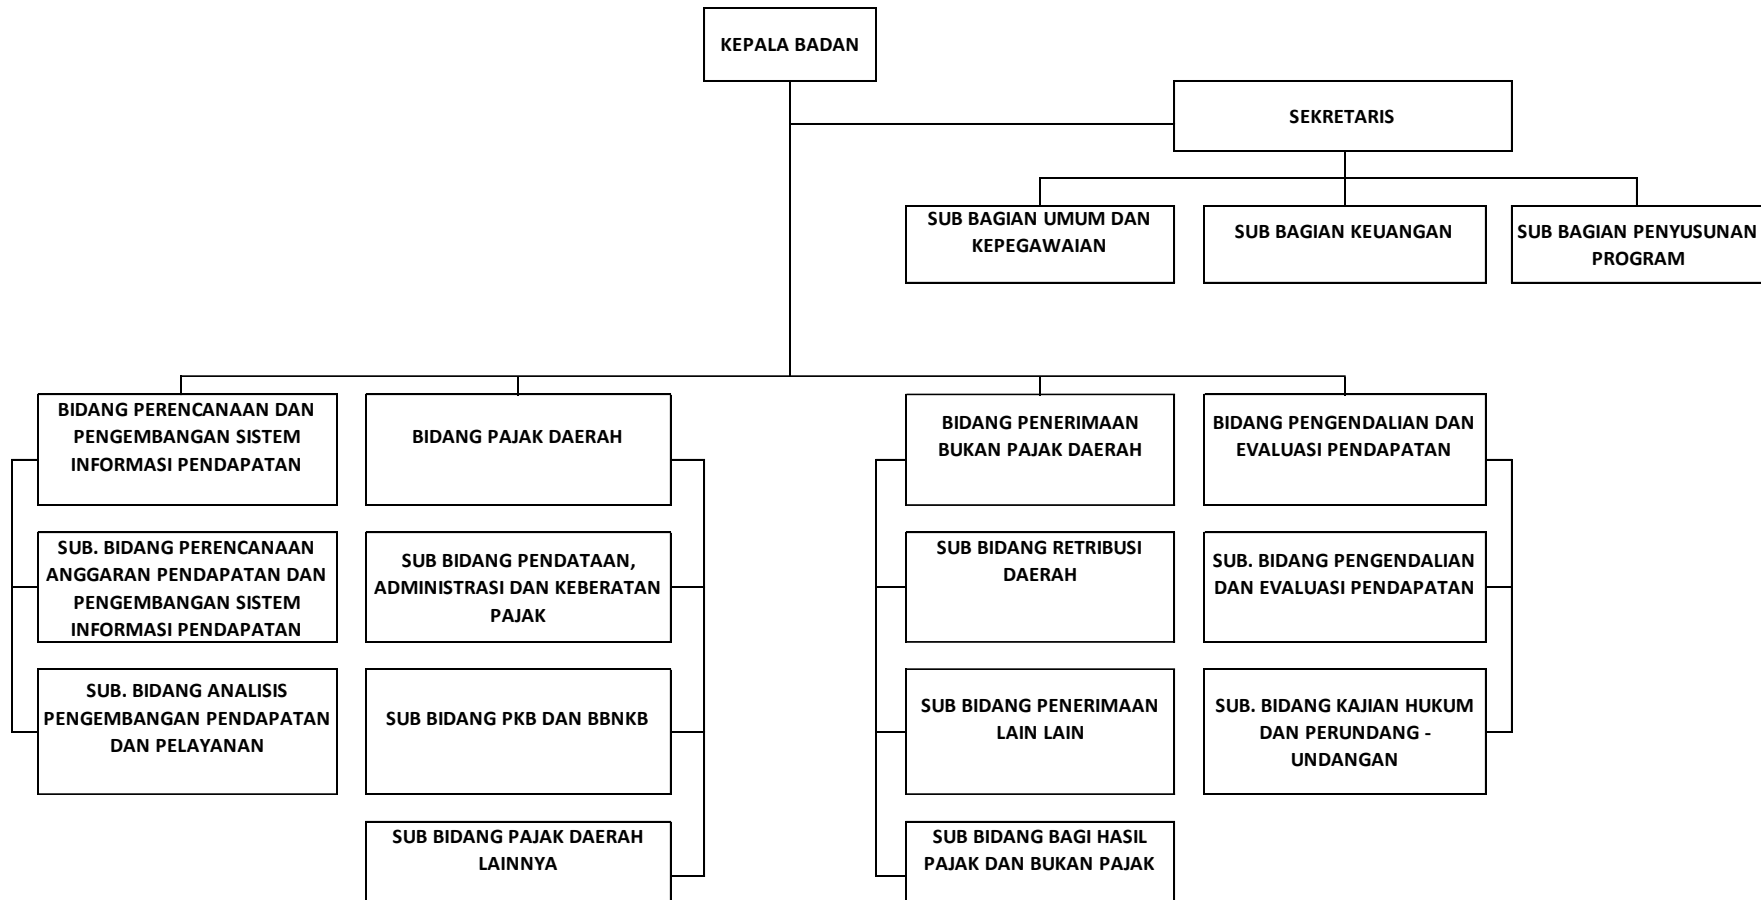 KEPALA BADAN
SEKRETARIS
SUB BAGIAN UMUM DAN
KEPEGAWAIAN
SUB BAGIAN KEUANGAN
SUB BAGIAN PENYUSUNAN
PROGRAM
BIDANG PERENCANAAN DAN
PENGEMBANGAN SISTEM
INFORMASI PENDAPATAN
BIDANG PAJAK DAERAH
BIDANG PENERIMAAN
BUKAN PAJAK DAERAH
BIDANG PENGENDALIAN DAN
EVALUASI PENDAPATAN
SUB. BIDANG PERENCANAAN
ANGGARAN PENDAPATAN DAN
PENGEMBANGAN SISTEM
INFORMASI PENDAPATAN
SUB BIDANG PENDATAAN,
ADMINISTRASI DAN KEBERATAN
PAJAK
SUB BIDANG RETRIBUSI
DAERAH
SUB. BIDANG PENGENDALIAN
DAN EVALUASI PENDAPATAN
SUB. BIDANG ANALISIS
PENGEMBANGAN PENDAPATAN
DAN PELAYANAN
SUB BIDANG PKB DAN BBNKB
SUB BIDANG PENERIMAAN
LAIN LAIN
SUB. BIDANG KAJIAN HUKUM
DAN PERUNDANG -
UNDANGAN
SUB BIDANG PAJAK DAERAH
LAINNYA
SUB BIDANG BAGI HASIL
PAJAK DAN BUKAN PAJAK